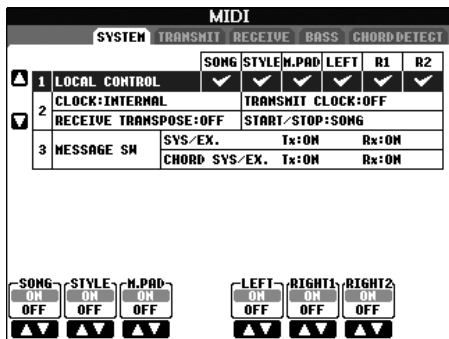 MIDI
SYSTEM TRANSMIT RECEIVE BASS CHORD DETECT
SONG STYLE M.PAD LEFT R1 R2
1 LOCAL CONTROL
2 CLOCK:INTERNAL TRANSMIT CLOCK:OFF
RECEIVE TRANSPOSE:OFF START/STOP:SONG
3 MESSAGE SW SYS/EX. Tx:ON Rx:ON
CHORD SYS/EX. Tx:ON Rx:ON
SONG STYLE M.PAD LEFT RIGHT1 RIGHT2
ON ON ON ON ON ON
OFF OFF OFF OFF OFF OFF